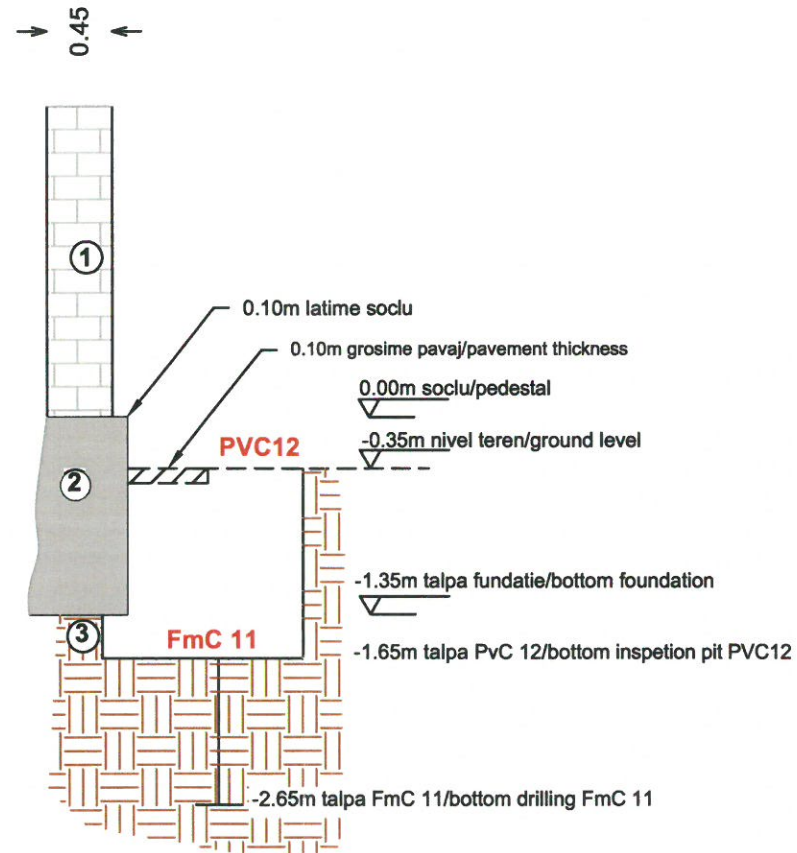 0.45
1
0.10m latime soclu
0.10m grosime pavaj/pavement thickness
0.00m soclu/pedestal
PVC12
-0.35m nivel teren/ground level
2
-1.35m talpa fundatie/bottom foundation
3
FmC 11
-1.65m talpa PvC 12/bottom inspetion pit PVC12
-2.65m talpa FmC 11/bottom drilling FmC 11